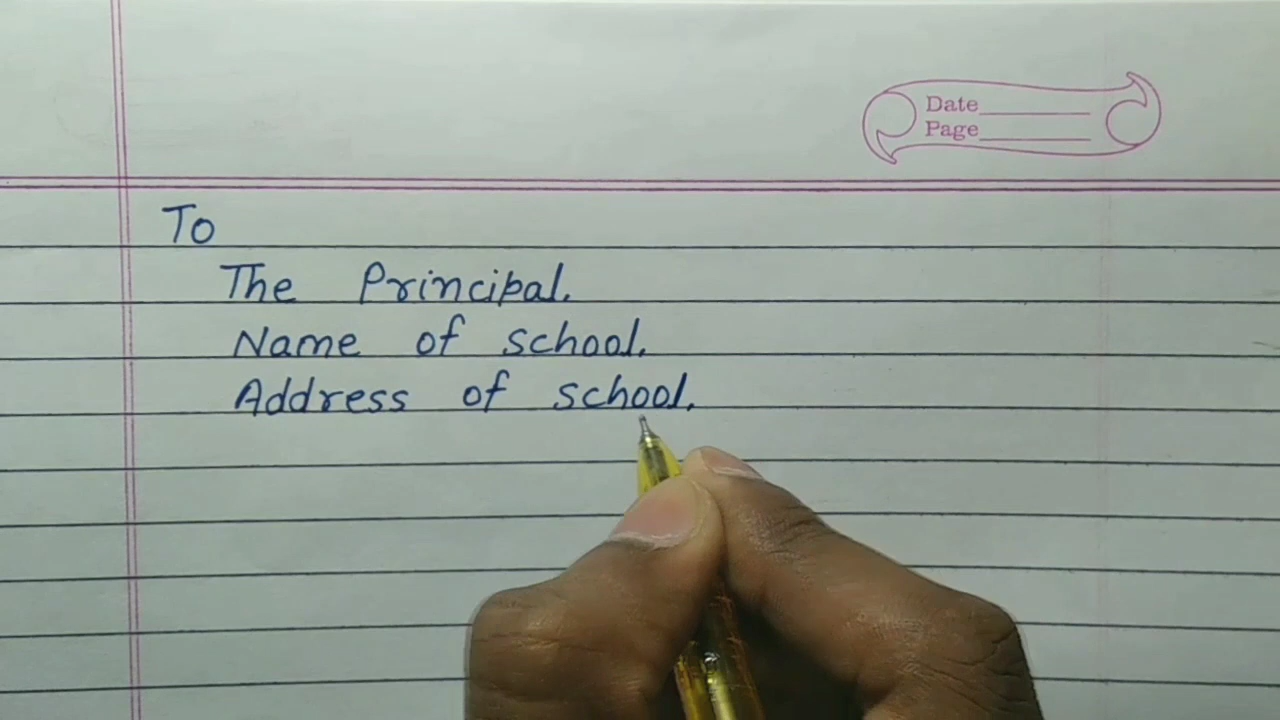 Date
Page
To
The Principal.
Name of school.
Address of school.